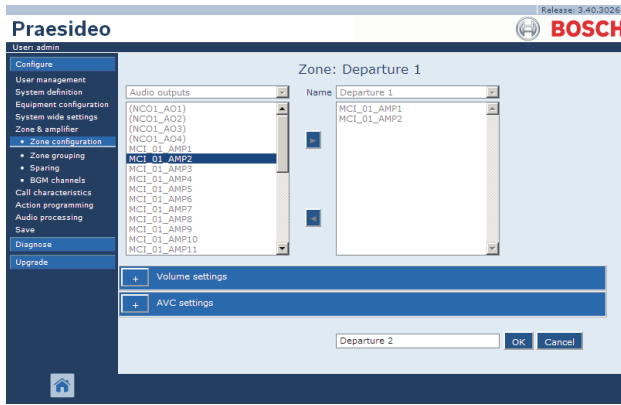 Release: 3.40.3026
Praesideo
BOSCH
User: admin
Configure
User management
System definition
Equipment configuration
System wide settings
Zone & amplifier
• Zone configuration
• Zone grouping
• Sparing
• BGM channels
Call characteristics
Action programming
Audio processing
Save
Diagnose
Upgrade
Zone: Departure 1
Audio outputs
(NCO1_AO1)
(NCO1_AO2)
(NCO1_AO3)
(NCO1_AO4)
MCI_01_AMP1
MCI_01_AMP2
MCI_01_AMP3
MCI_01_AMP4
MCI_01_AMP5
MCI_01_AMP6
MCI_01_AMP7
MCI_01_AMP8
MCI_01_AMP9
MCI_01_AMP10
MCI_01_AMP11
Name Departure 1
MCI_01_AMP1
MCI_01_AMP2
+ Volume settings
+ AVC settings
Departure 2 OK Cancel